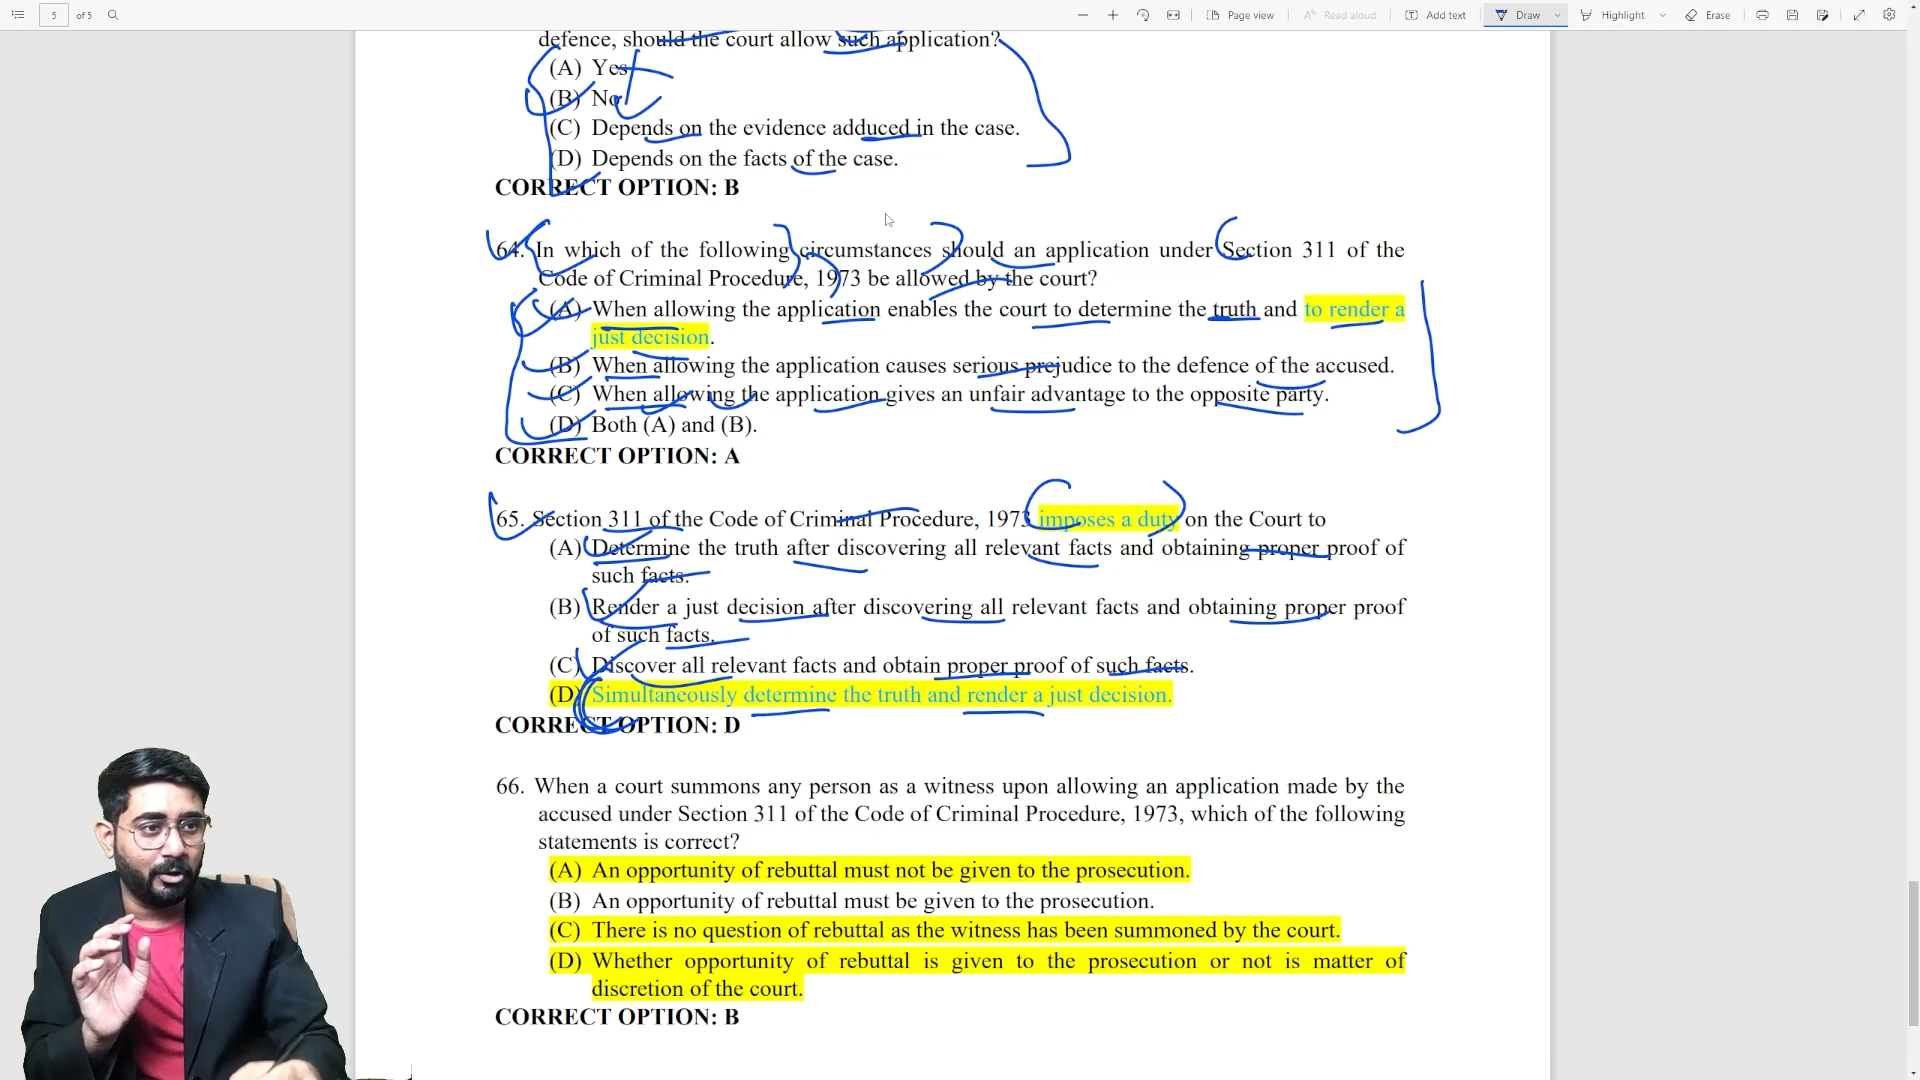 5 of 5 Page view Read aloud Add text Draw Highlight Erase
defence, should the court allow such application?
(A) Yes
(B) No
(C) Depends on the evidence adduced in the case.
(D) Depends on the facts of the case.
CORRECT OPTION: B
64. In which of the following circumstances should an application under Section 311 of the
Code of Criminal Procedure, 1973 be allowed by the court?
(A) When allowing the application enables the court to determine the truth and to render a
just decision.
(B) When allowing the application causes serious prejudice to the defence of the accused.
(C) When allowing the application gives an unfair advantage to the opposite party.
(D) Both (A) and (B).
CORRECT OPTION: A
65. Section 311 of the Code of Criminal Procedure, 1973 imposes a duty on the Court to
(A) Determine the truth after discovering all relevant facts and obtaining proper proof of
such facts.
(B) Render a just decision after discovering all relevant facts and obtaining proper proof
of such facts.
(C) Discover all relevant facts and obtain proper proof of such facts.
(D) Simultaneously determine the truth and render a just decision.
CORRECT OPTION: D
66. When a court summons any person as a witness upon allowing an application made by the
accused under Section 311 of the Code of Criminal Procedure, 1973, which of the following
statements is correct?
(A) An opportunity of rebuttal must not be given to the prosecution.
(B) An opportunity of rebuttal must be given to the prosecution.
(C) There is no question of rebuttal as the witness has been summoned by the court.
(D) Whether opportunity of rebuttal is given to the prosecution or not is matter of
discretion of the court.
CORRECT OPTION: B